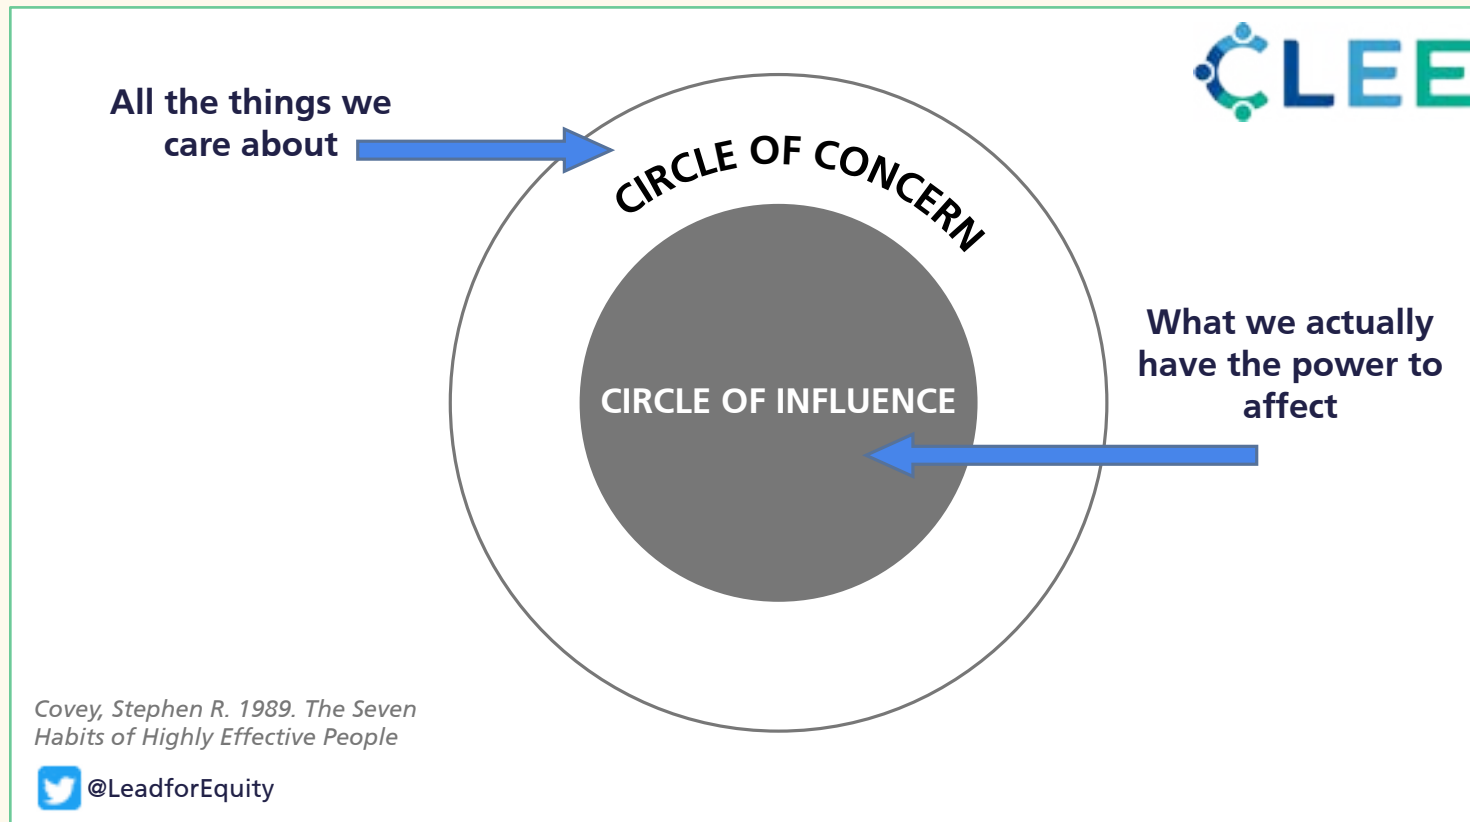 CLEE
All the things we
care about
CIRCLE OF CONCERN
What we actually
have the power to
affect
CIRCLE OF INFLUENCE
Covey, Stephen R. 1989. The Seven
Habits of Highly Effective People
@LeadforEquity